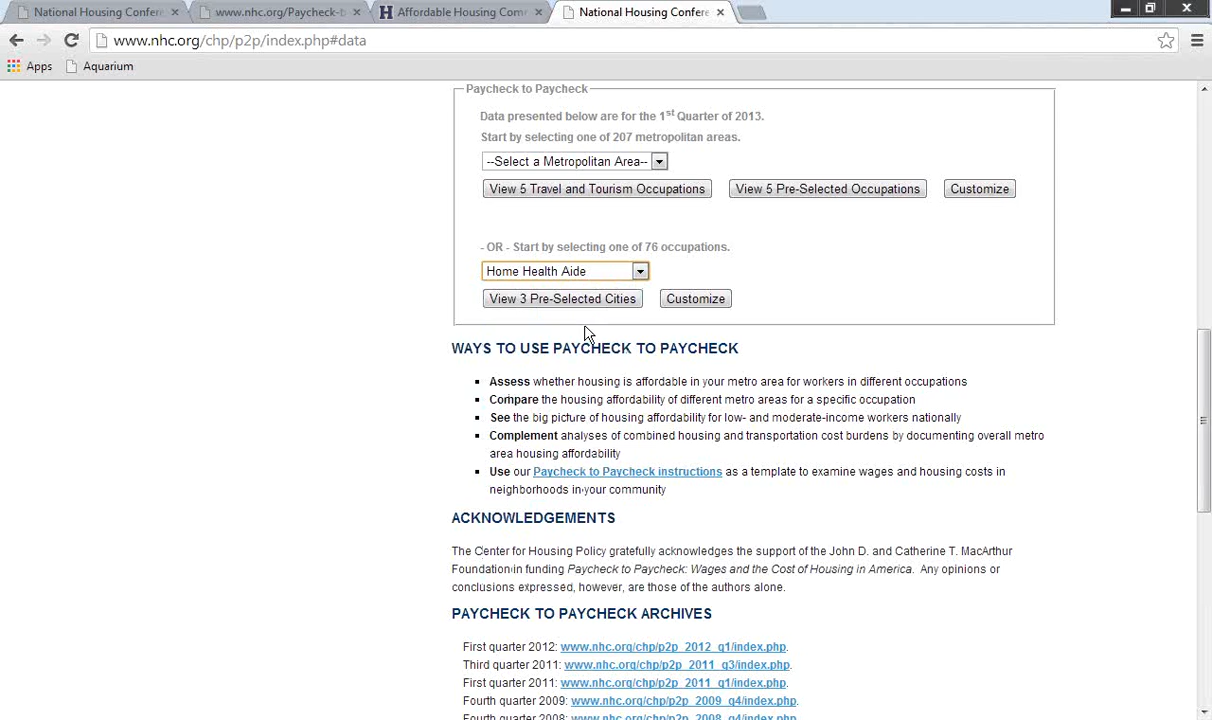 National Housing Confere
www.nhc.org/Paycheck-t
Affordable Housing Com
National Housing Confere
www.nhc.org/chp/p2p/index.php#data
Apps
Aquarium
Paycheck to Paycheck
Data presented below are for the 1st Quarter of 2013.
Start by selecting one of 207 metropolitan areas.
--Select a Metropolitan Area--
View 5 Travel and Tourism Occupations
View 5 Pre-Selected Occupations
Customize
- OR - Start by selecting one of 76 occupations.
Home Health Aide
View 3 Pre-Selected Cities
Customize
WAYS TO USE PAYCHECK TO PAYCHECK
Assess whether housing is affordable in your metro area for workers in different occupations
Compare the housing affordability of different metro areas for a specific occupation
See the big picture of housing affordability for low- and moderate-income workers nationally
Complement analyses of combined housing and transportation cost burdens by documenting overall metro
area housing affordability
Use our Paycheck to Paycheck instructions as a template to examine wages and housing costs in
neighborhoods in your community
ACKNOWLEDGEMENTS
The Center for Housing Policy gratefully acknowledges the support of the John D. and Catherine T. MacArthur
Foundation in funding Paycheck to Paycheck: Wages and the Cost of Housing in America. Any opinions or
conclusions expressed, however, are those of the authors alone.
PAYCHECK TO PAYCHECK ARCHIVES
First quarter 2012: www.nhc.org/chp/p2p_2012_q1/index.php.
Third quarter 2011: www.nhc.org/chp/p2p_2011_q3/index.php.
First quarter 2011: www.nhc.org/chp/p2p_2011_q1/index.php.
Fourth quarter 2009: www.nhc.org/chp/p2p_2009_q4/index.php.
Fourth quarter 2008: www.nhc.org/chp/p2p_2008_q4/index.php.